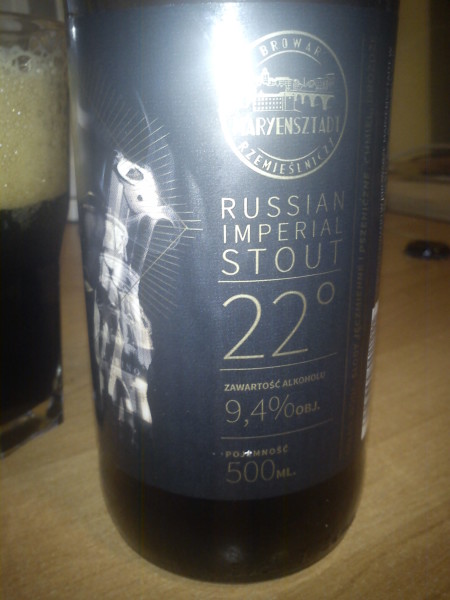 BROWAR
MARYENSZTADT
RZEMIEŚLNICZY
RUSSIAN
IMPERIAL
STOUT
22°
ZAWARTOŚĆ ALKOHOLU
9,4%OBJ.
POJEMNOŚĆ
500ML.